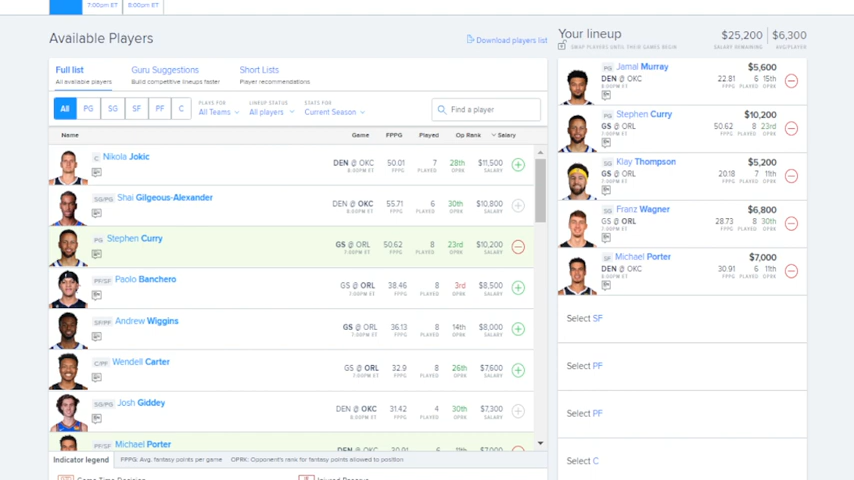 7:00pm ET 8:00pm ET
Available Players
Download players list
Full list
All available players
Guru Suggestions
Build competitive lineups faster
Short Lists
Player recommendations
All PG SG SF PF C
PLAYS FOR
All Teams
LINEUP STATUS
All players
STATS FOR
Current Season
Find a player
Name Game FPPG Played Op Rank Salary
C Nikola Jokic
DEN @ OKC 50.01 7 28th $11,500
8:00PM ET FPPG PLAYED OPRK SALARY
SG/PG Shai Gilgeous-Alexander
DEN @ OKC 55.71 6 30th $10,800
8:00PM ET FPPG PLAYED OPRK SALARY
PG Stephen Curry
GS @ ORL 50.62 8 23rd $10,200
7:00PM ET FPPG PLAYED OPRK SALARY
PF/SF Paolo Banchero
GS @ ORL 38.46 8 3rd $8,500
7:00PM ET FPPG PLAYED OPRK SALARY
SF/PF Andrew Wiggins
GS @ ORL 36.13 8 14th $8,000
7:00PM ET FPPG PLAYED OPRK SALARY
C/PF Wendell Carter
GS @ ORL 32.9 8 26th $7,600
7:00PM ET FPPG PLAYED OPRK SALARY
SG/PG Josh Giddey
DEN @ OKC 31.42 4 30th $7,300
8:00PM ET FPPG PLAYED OPRK SALARY
PF/SF Michael Porter
DEN @ OKC 30.91 6 11th $7,000
Indicator legend FPPG: Avg. fantasy points per game OPRK: Opponent's rank for fantasy points allowed to position
Game Time Decision Injured Reserve
Your lineup
SWAP PLAYERS UNTIL THEIR GAMES BEGIN
$25,200
SALARY REMAINING
$6,300
AVG/PLAYER
PG Jamal Murray $5,600
DEN @ OKC 22.81 6 15th
8:00PM ET FPPG PLAYED OPRK
PG Stephen Curry $10,200
GS @ ORL 50.62 8 23rd
7:00PM ET FPPG PLAYED OPRK
SG Klay Thompson $5,200
GS @ ORL 20.18 7 11th
7:00PM ET FPPG PLAYED OPRK
SG Franz Wagner $6,800
GS @ ORL 28.73 8 30th
7:00PM ET FPPG PLAYED OPRK
SF Michael Porter $7,000
DEN @ OKC 30.91 6 11th
8:00PM ET FPPG PLAYED OPRK
Select SF
Select PF
Select PF
Select C